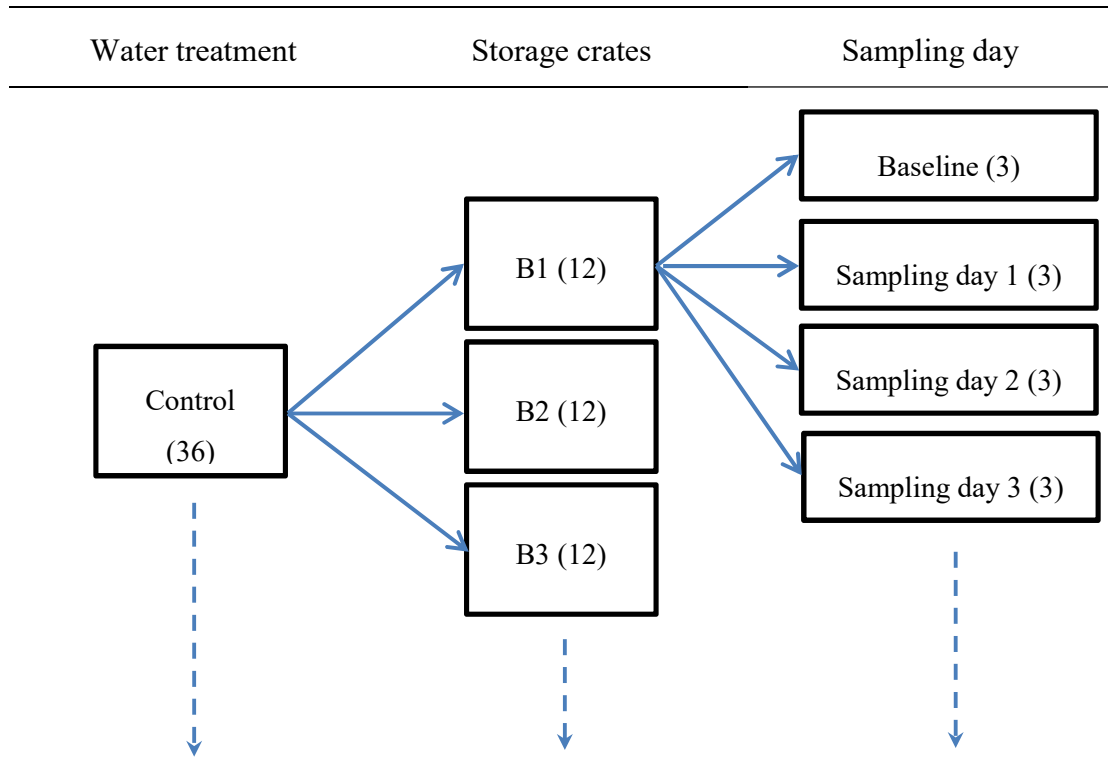 Water treatment
Storage crates
Sampling day
Control
(36)
B1 (12)
B2 (12)
B3 (12)
Baseline (3)
Sampling day 1 (3)
Sampling day 2 (3)
Sampling day 3 (3)